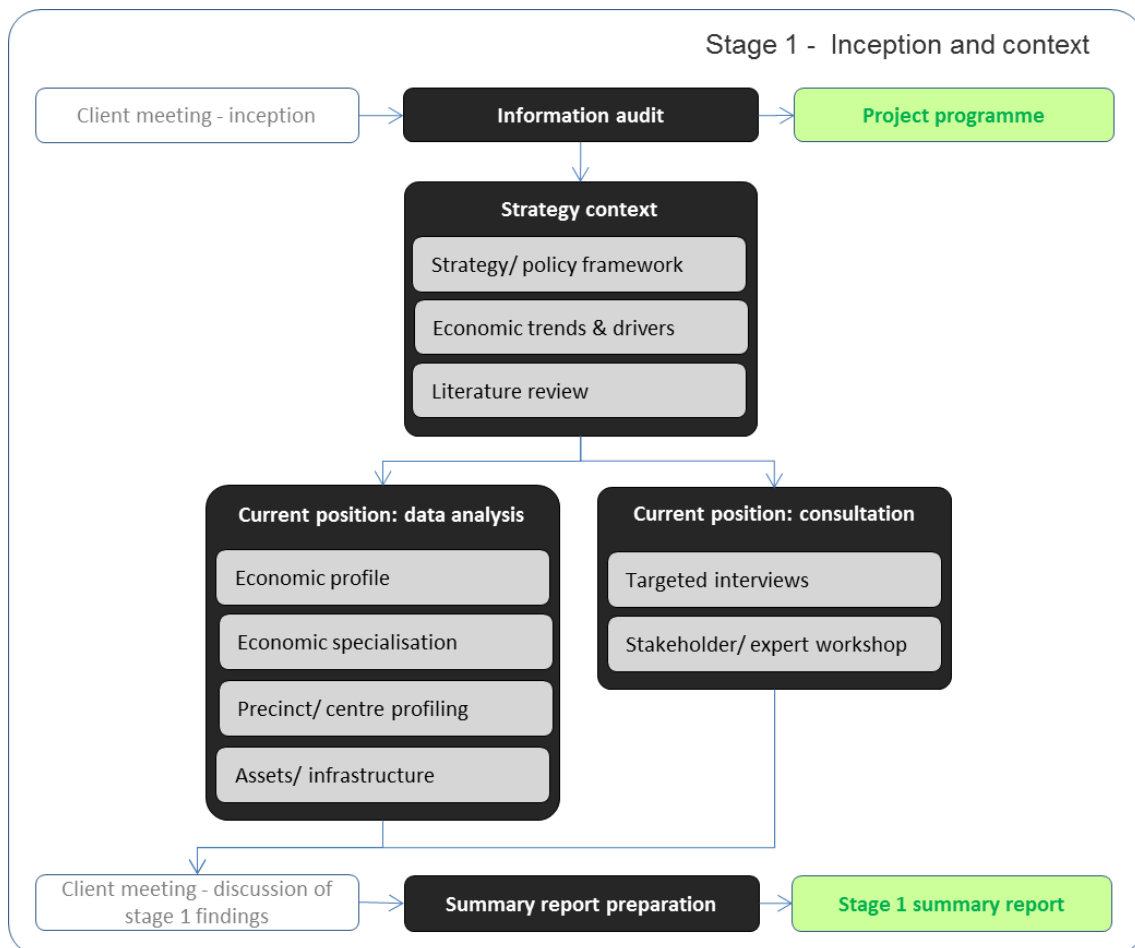 Stage 1 - Inception and context
Client meeting - inception
Information audit
Project programme
Strategy context
Strategy/ policy framework
Economic trends & drivers
Literature review
Current position: data analysis
Economic profile
Economic specialisation
Precinct/ centre profiling
Assets/ infrastructure
Current position: consultation
Targeted interviews
Stakeholder/ expert workshop
Client meeting - discussion of
stage 1 findings
Summary report preparation
Stage 1 summary report